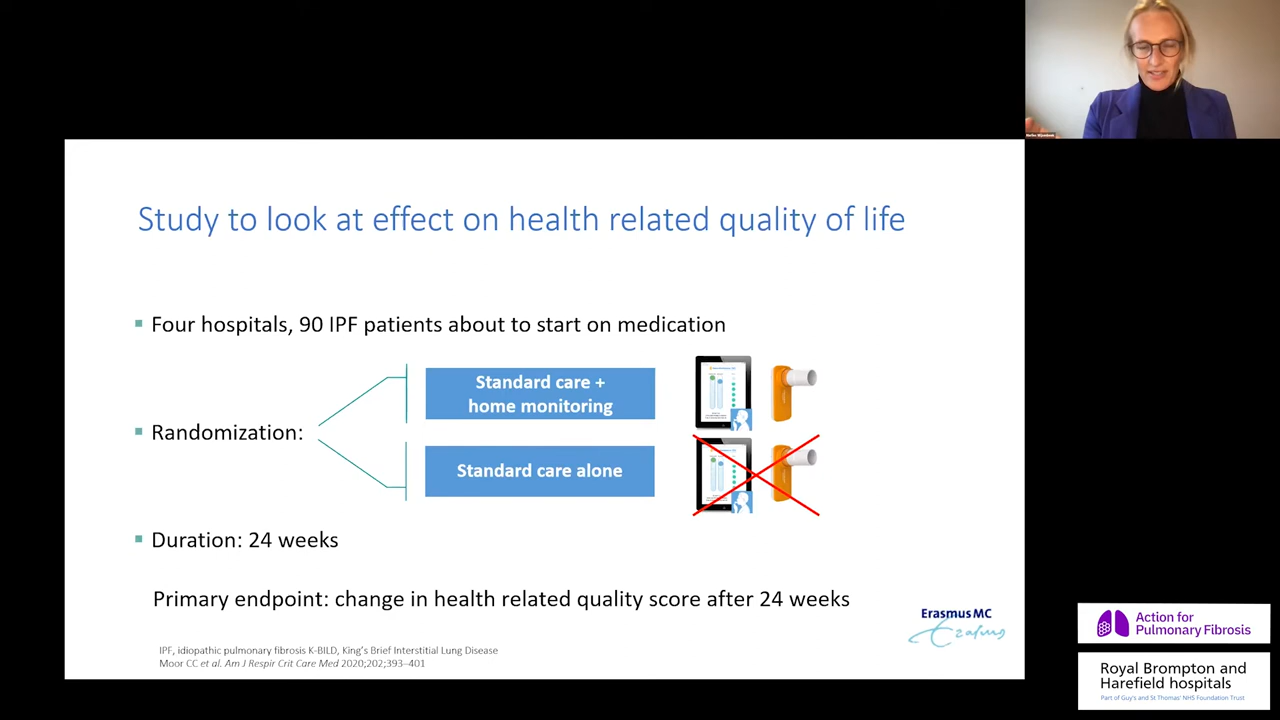 Study to look at effect on health related quality of life
Four hospitals, 90 IPF patients about to start on medication
Standard care +
home monitoring
Randomization:
Standard care alone
Duration: 24 weeks
Primary endpoint: change in health related quality score after 24 weeks
Erasmus MC
Erasmus
IPF, idiopathic pulmonary fibrosis K-BILD, King's Brief Interstitial Lung Disease
Moor CC et al. Am J Respir Crit Care Med 2020;202;393–401
Action for
Pulmonary Fibrosis
Royal Brompton and
Harefield hospitals
Part of Guy's and St Thomas' NHS Foundation Trust